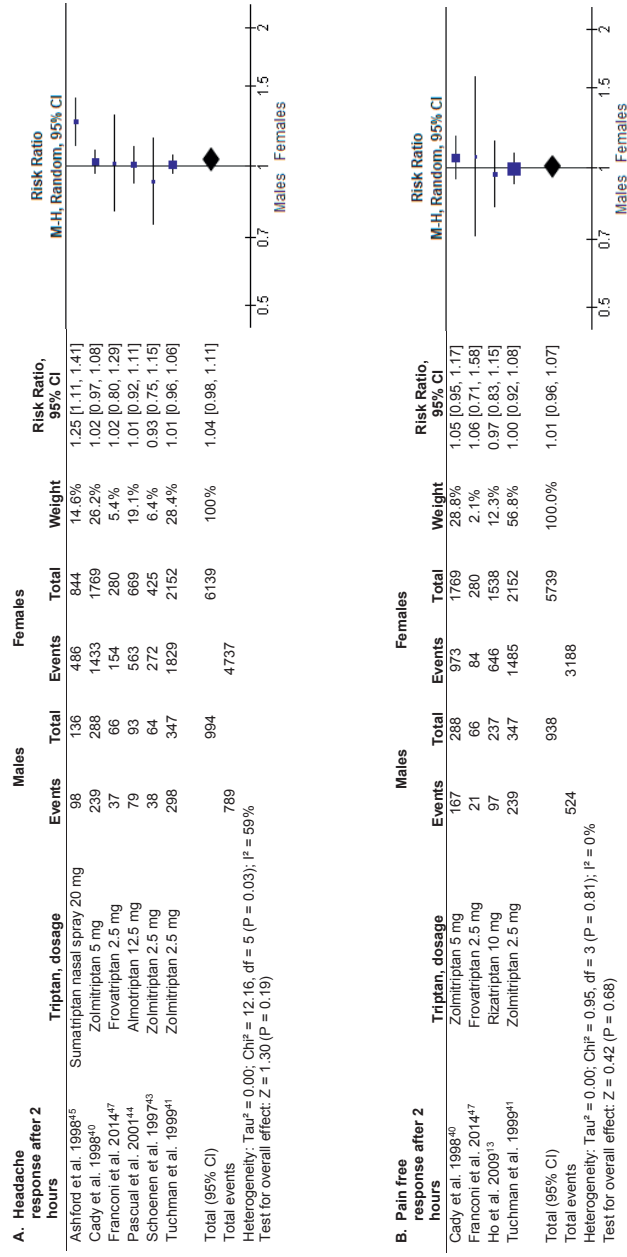 A. Headache response after 2 hours Triptan, dosage Males Events Total Females Events Total Weight Risk Ratio, 95% CI Risk Ratio M-H, Random, 95% CI
Ashford et al. 1998⁴⁵ Sumatriptan nasal spray 20 mg 98 136 486 844 14.6% 1.25 [1.11, 1.41]
Cady et al. 1998⁴⁰ Zolmitriptan 5 mg 239 288 1433 1769 26.2% 1.02 [0.97, 1.08]
Franconi et al. 2014⁴⁷ Frovatriptan 2.5 mg 37 66 154 280 5.4% 1.02 [0.80, 1.29]
Pascual et al. 2001⁴⁴ Almotriptan 12.5 mg 79 93 563 669 19.1% 1.01 [0.92, 1.11]
Schoenen et al. 1997⁴³ Zolmitriptan 2.5 mg 38 64 272 425 6.4% 0.93 [0.75, 1.15]
Tuchman et al. 1999⁴¹ Zolmitriptan 2.5 mg 298 347 1829 2152 28.4% 1.01 [0.96, 1.06]
Total (95% CI) 994 6139 100% 1.04 [0.98, 1.11]
Total events 789 4737
Heterogeneity: Tau² = 0.00; Chi² = 12.16, df = 5 (P = 0.03); I² = 59%
Test for overall effect: Z = 1.30 (P = 0.19)
0.5 0.7 1 1.5 2
Males Females
B. Pain free response after 2 hours Triptan, dosage Males Events Total Females Events Total Weight Risk Ratio, 95% CI Risk Ratio M-H, Random, 95% CI
Cady et al. 1998⁴⁰ Zolmitriptan 5 mg 167 288 973 1769 28.8% 1.05 [0.95, 1.17]
Franconi et al. 2014⁴⁷ Frovatriptan 2.5 mg 21 66 84 280 2.1% 1.06 [0.71, 1.58]
Ho et al. 2009¹³ Rizatriptan 10 mg 97 237 646 1538 12.3% 0.97 [0.83, 1.15]
Tuchman et al. 1999⁴¹ Zolmitriptan 2.5 mg 239 347 1485 2152 56.8% 1.00 [0.92, 1.08]
Total (95% CI) 938 5739 100.0% 1.01 [0.96, 1.07]
Total events 524 3188
Heterogeneity: Tau² = 0.00; Chi² = 0.95, df = 3 (P = 0.81); I² = 0%
Test for overall effect: Z = 0.42 (P = 0.68)
0.5 0.7 1 1.5 2
Males Females